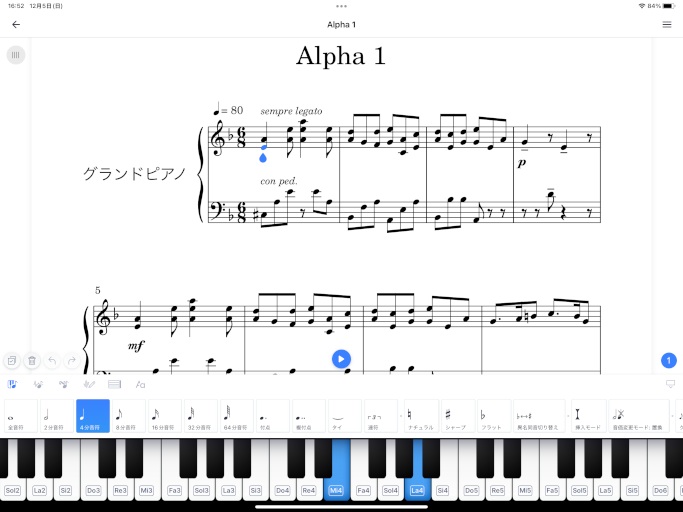 16:52 12月5日(日)
84%
Alpha 1
Alpha 1
= 80
sempre legato
グランドピアノ
p
con ped.
5
mf
1
全音符 2分音符 4分音符 8分音符 16分音符 32分音符 64分音符 付点 複付点 タイ 連符 ナチュラル シャープ フラット 異名同音切り替え 挿入モード 音価変更モード: 置換
Sol2 La2 Si2 Do3 Re3 Mi3 Fa3 Sol3 La3 Si3 Do4 Re4 Mi4 Fa4 Sol4 La4 Si4 Do5 Re5 Mi5 Fa5 Sol5 La5 Si5 Do6